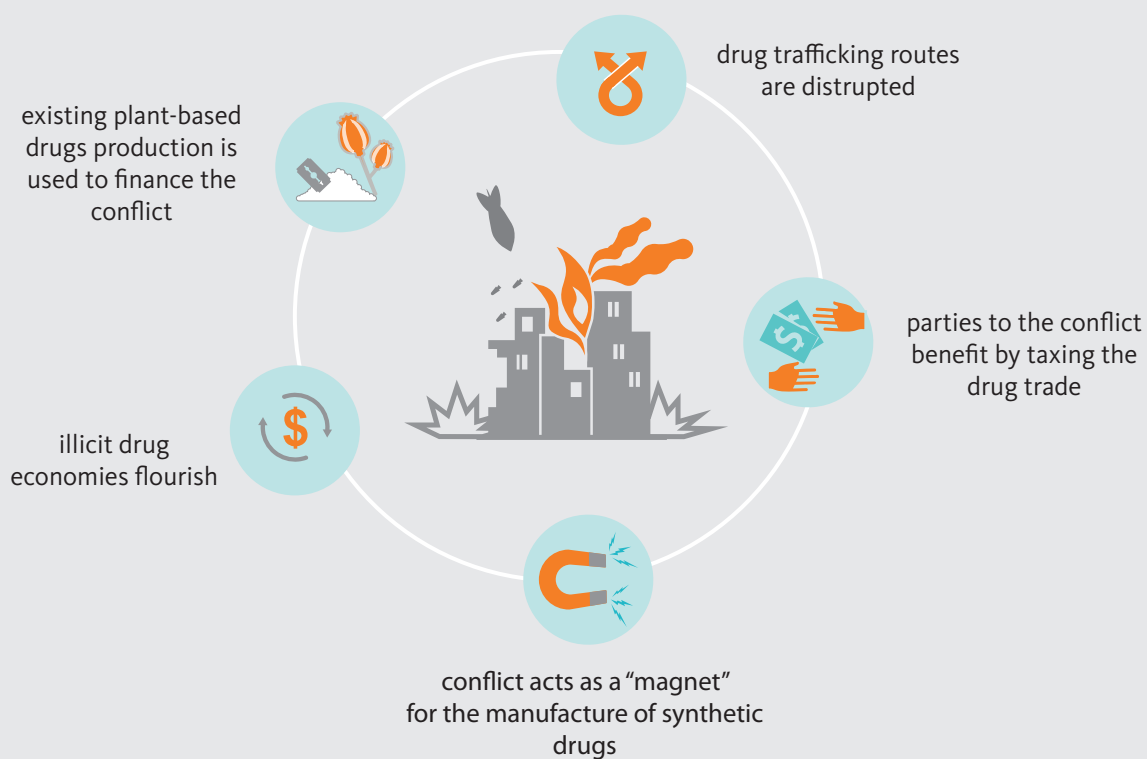 drug trafficking routes
are distrupted
existing plant-based
drugs production is
used to finance the
conflict
parties to the conflict
benefit by taxing the
drug trade
illicit drug
economies flourish
$
$
conflict acts as a “magnet”
for the manufacture of synthetic
drugs